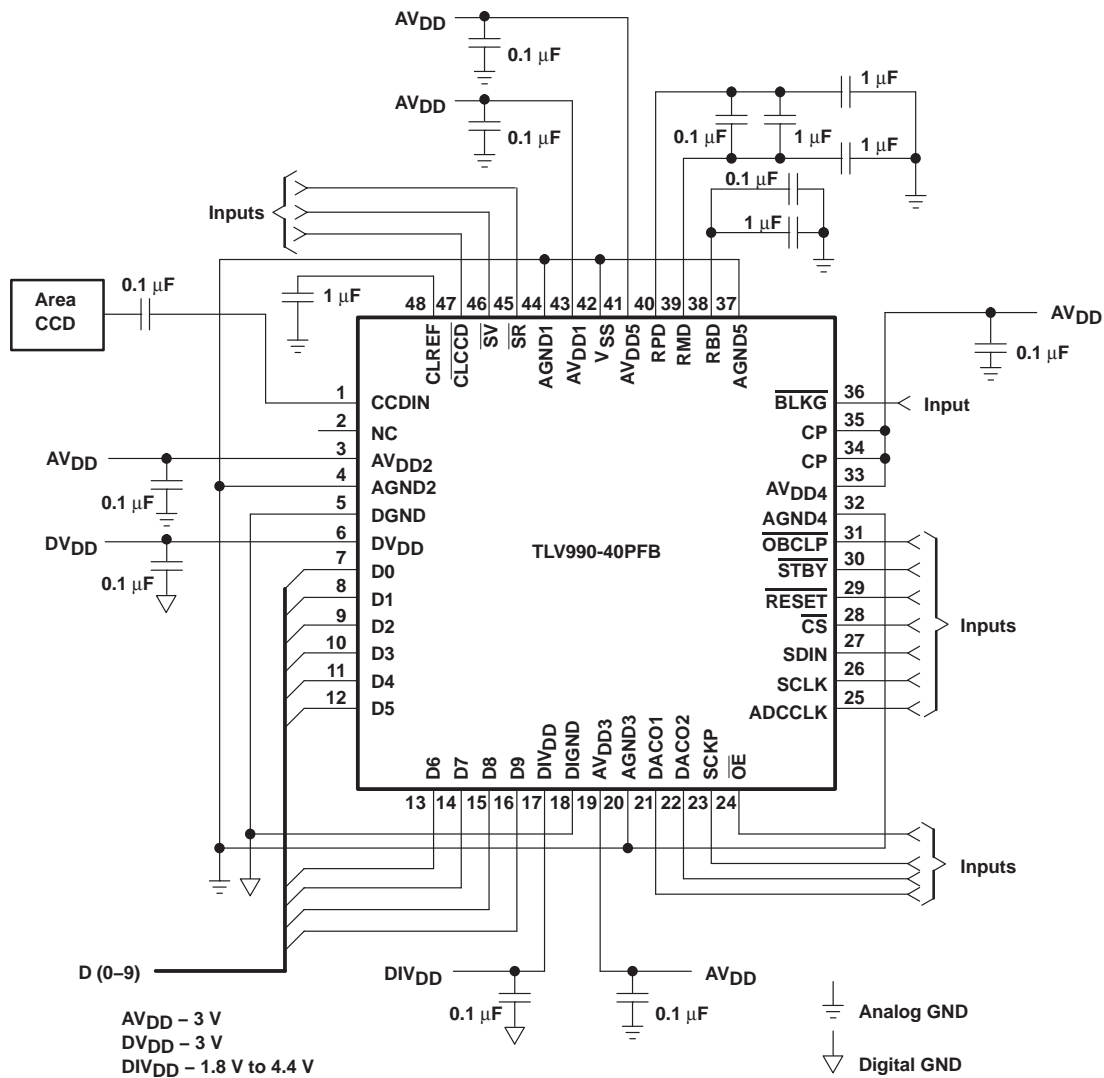 AVDD
0.1 μF
AVDD
0.1 μF
1 μF
0.1 μF
1 μF
1 μF
0.1 μF
1 μF
Inputs
Area
CCD
0.1 μF
1 μF
48 47 46 45 44 43 42 41 40 39 38 37
CLREF
CLCCD
SV
SR
AGND1
AVDD1
VSS
AVDD5
RPD
RMD
RBD
AGND5
AVDD
0.1 μF
1 CCDIN
2 NC
3 AVDD2
4 AGND2
5 DGND
6 DVDD
7 D0
8 D1
9 D2
10 D3
11 D4
12 D5
AVDD
0.1 μF
DVDD
0.1 μF
TLV990-40PFB
BLKG 36
CP 35
CP 34
AVDD4 33
AGND4 32
OBCLP 31
STBY 30
RESET 29
CS 28
SDIN 27
SCLK 26
ADCCLK 25
Input
Inputs
D6
D7
D8
D9
DIVDD
DIGND
AVDD3
AGND3
DACO1
DACO2
SCKP
OE
13 14 15 16 17 18 19 20 21 22 23 24
Inputs
D (0–9)
DIVDD
0.1 μF
AVDD
0.1 μF
AVDD – 3 V
DVDD – 3 V
DIVDD – 1.8 V to 4.4 V
Analog GND
Digital GND